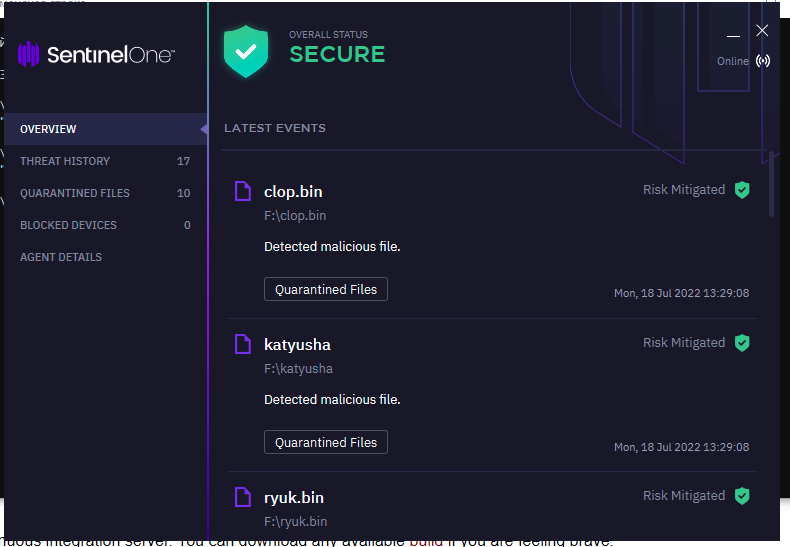 SentinelOne™
OVERALL STATUS
SECURE
Online
OVERVIEW
THREAT HISTORY 17
QUARANTINED FILES 10
BLOCKED DEVICES 0
AGENT DETAILS
LATEST EVENTS
clop.bin
Risk Mitigated
F:\clop.bin
Detected malicious file.
Quarantined Files
Mon, 18 Jul 2022 13:29:08
katyusha
Risk Mitigated
F:\katyusha
Detected malicious file.
Quarantined Files
Mon, 18 Jul 2022 13:29:08
ryuk.bin
Risk Mitigated
F:\ryuk.bin
nuous integration server. You can download any available build if you are feeling brave.